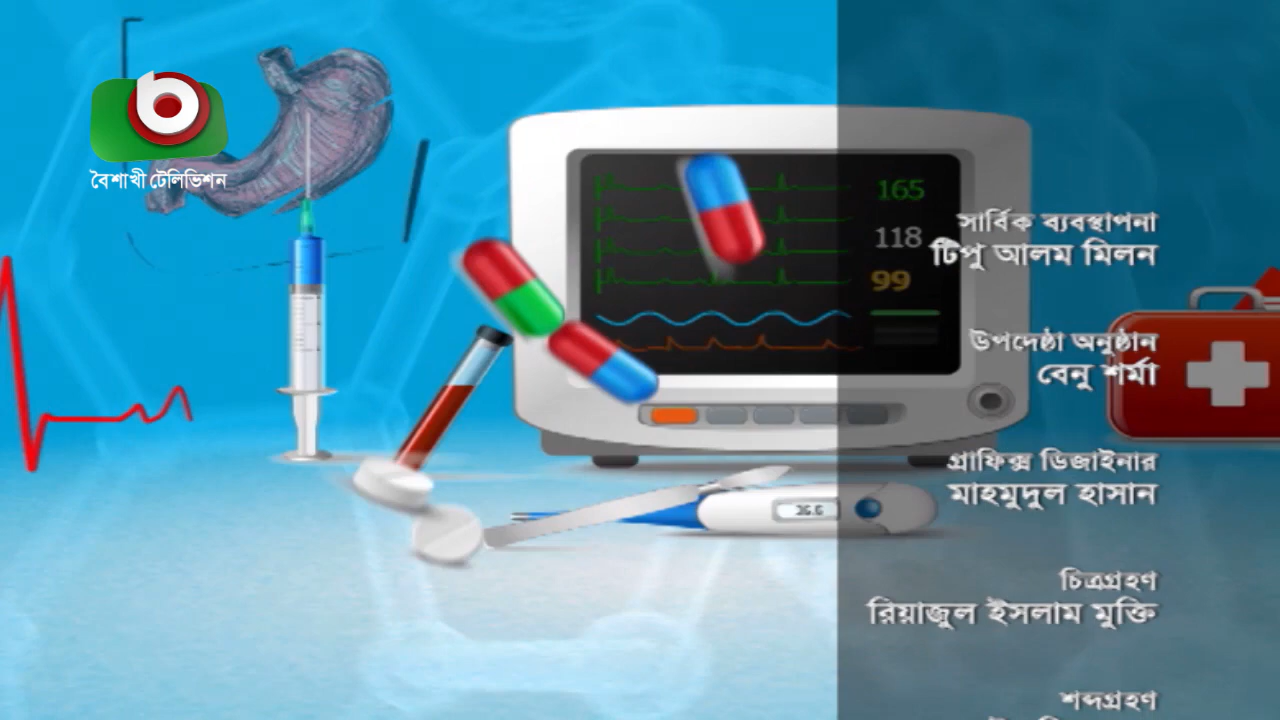 বৈশাখী টেলিভিশন
165
118
99
36.6
সার্বিক ব্যবস্থাপনা
টিপু আলম মিলন
উপদেষ্ঠা অনুষ্ঠান
বেনু শর্মা
গ্রাফিক্স ডিজাইনার
মাহমুদুল হাসান
চিত্রগ্রহণ
রিয়াজুল ইসলাম মুক্তি
শব্দগ্রহণ